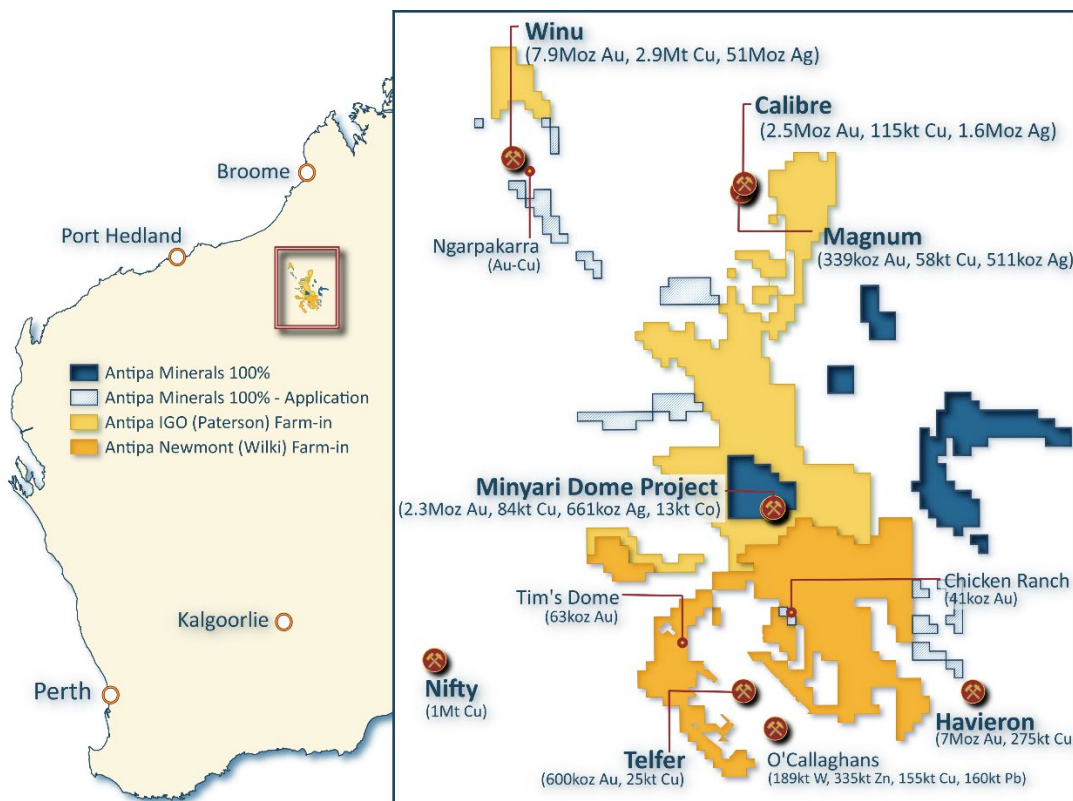 Broome
Port Hedland
Antipa Minerals 100%
Antipa Minerals 100% - Application
Antipa IGO (Paterson) Farm-in
Antipa Newmont (Wilki) Farm-in
Kalgoorlie
Perth
Winu
(7.9Moz Au, 2.9Mt Cu, 51Moz Ag)
Calibre
(2.5Moz Au, 115kt Cu, 1.6Moz Ag)
Ngarpakarra
(Au-Cu)
Magnum
(339koz Au, 58kt Cu, 511koz Ag)
Minyari Dome Project
(2.3Moz Au, 84kt Cu, 661koz Ag, 13kt Co)
Tim's Dome
(63koz Au)
Chicken Ranch
(41koz Au)
Nifty
(1Mt Cu)
Telfer
(600koz Au, 25kt Cu)
O'Callaghans
(189kt W, 335kt Zn, 155kt Cu, 160kt Pb)
Havieron
(7Moz Au, 275kt Cu)